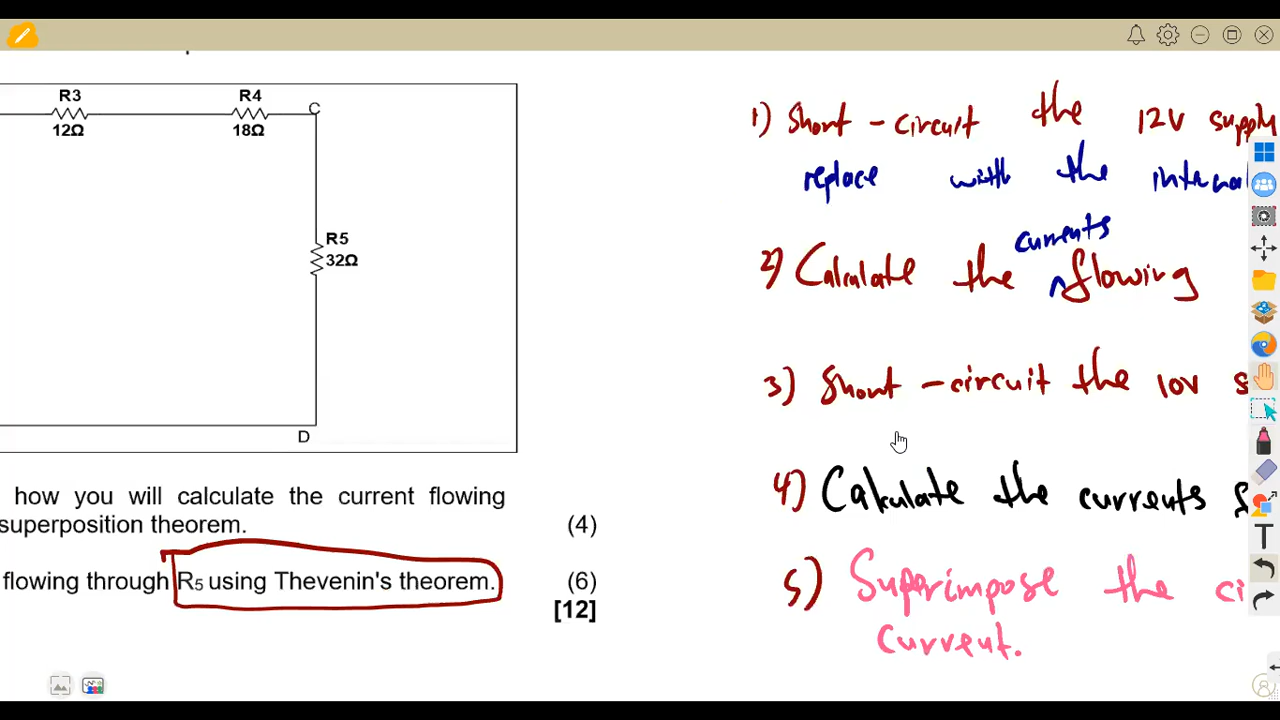 R3
12Ω
R4
18Ω
C
R5
32Ω
D
how you will calculate the current flowing
superposition theorem. (4)
flowing through R5 using Thevenin's theorem. (6)
[12]
1) Short-circuit the 12V supply
replace with the interna
currents
2) Calculate the flowing
3) Short-circuit the 10V s
4) Calculate the currents f
5) Superimpose the ci
current.
T